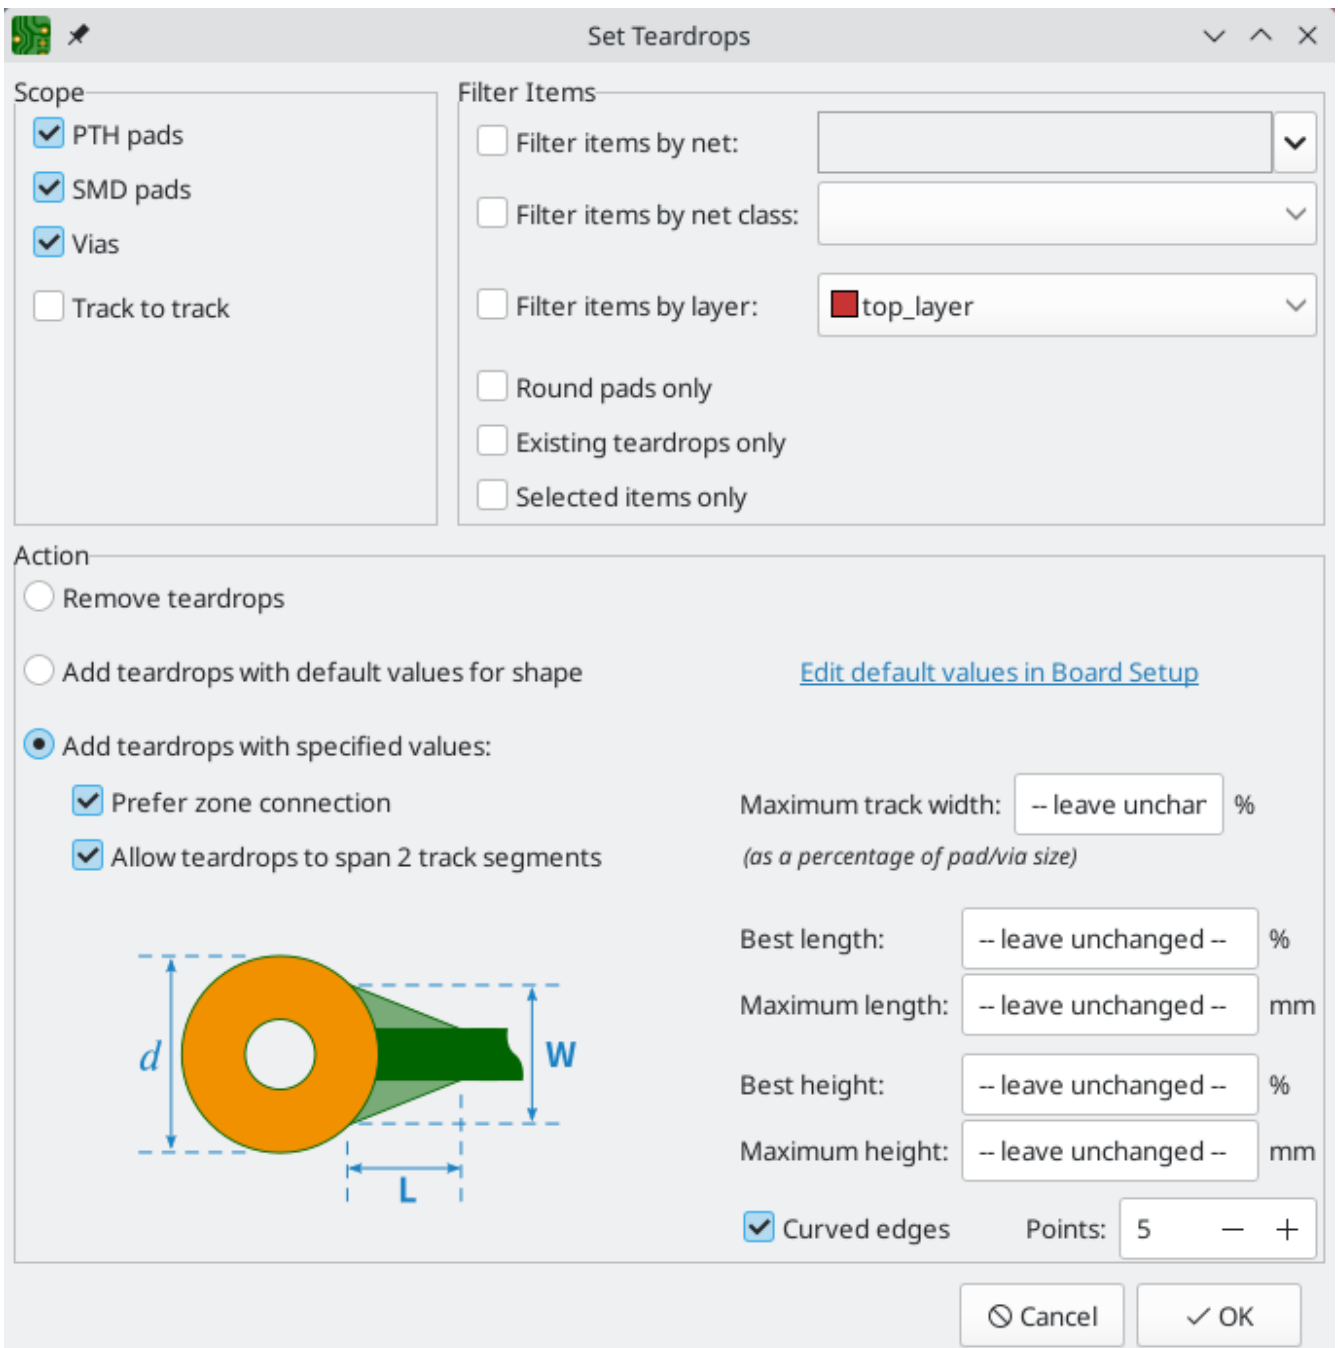 Set Teardrops
Scope
PTH pads
SMD pads
Vias
Track to track
Filter Items
Filter items by net:
Filter items by net class:
Filter items by layer: top_layer
Round pads only
Existing teardrops only
Selected items only
Action
Remove teardrops
Add teardrops with default values for shape Edit default values in Board Setup
Add teardrops with specified values:
Prefer zone connection
Allow teardrops to span 2 track segments
d
W
L
Maximum track width: -- leave unchar %
(as a percentage of pad/via size)
Best length: -- leave unchanged -- %
Maximum length: -- leave unchanged -- mm
Best height: -- leave unchanged -- %
Maximum height: -- leave unchanged -- mm
Curved edges Points: 5
Cancel OK